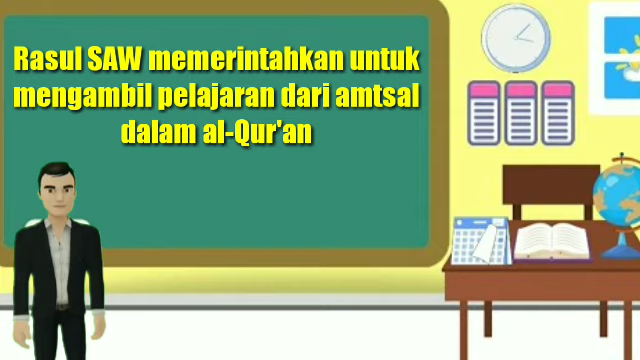 Rasul SAW memerintahkan untuk
mengambil pelajaran dari amtsal
dalam al-Qur'an